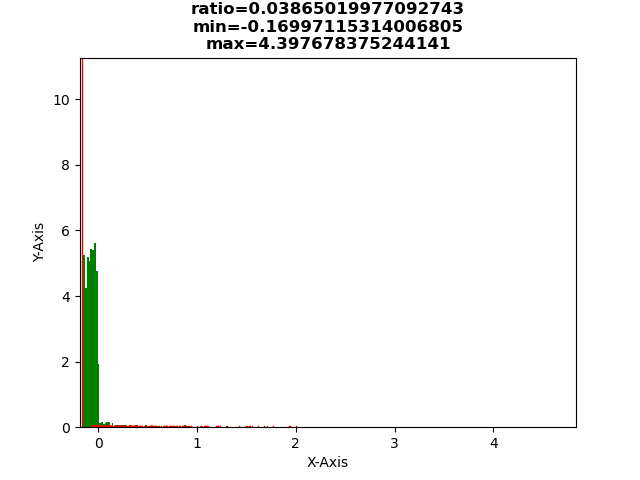 ratio=0.03865019977092743
min=-0.16997115314006805
max=4.397678375244141
10
8
6
4
2
0
Y-Axis
0 1 2 3 4
X-Axis